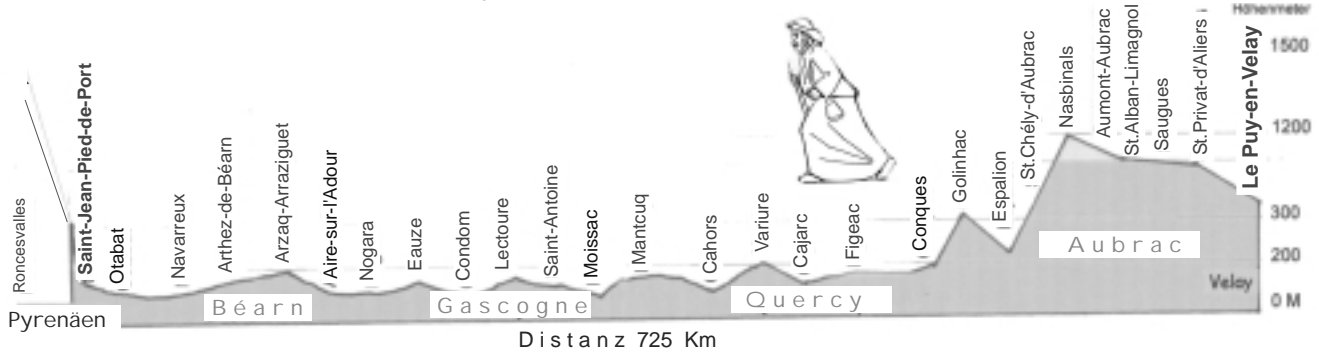 Höhenmeter
1500
1200
300
200
0 M
Roncesvalles
Saint-Jean-Pied-de-Port
Otabat
Navarreux
Arthez-de-Béarn
Arzaq-Arraziguet
Aire-sur-l'Adour
Nogara
Eauze
Condom
Lectoure
Saint-Antoine
Moissac
Mantcuq
Cahors
Variure
Cajarc
Figeac
Conques
Golinhac
Espalion
St.Chély-d'Aubrac
Nasbinals
Aumont-Aubrac
St.Alban-Limagnol
Saugues
St.Privat-d'Aliers
Le Puy-en-Velay
Pyrenäen
Béarn
Gascogne
Quercy
Aubrac
Velay
Distanz 725 Km